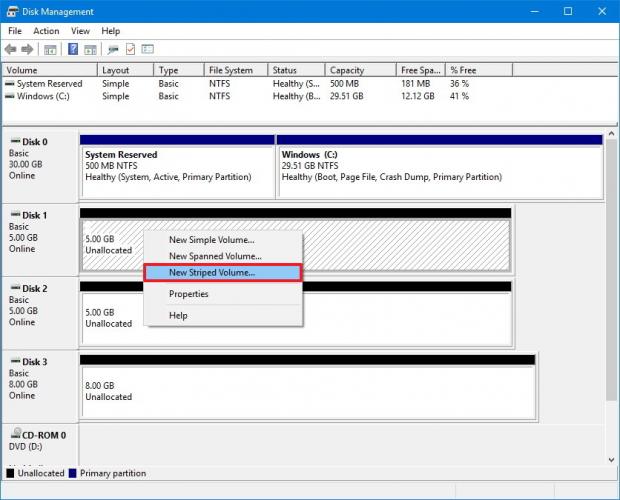 Disk Management
File Action View Help
Volume Layout Type File System Status Capacity Free Spa... % Free
System Reserved Simple Basic NTFS Healthy (S... 500 MB 181 MB 36 %
Windows (C:) Simple Basic NTFS Healthy (B... 29.51 GB 12.12 GB 41 %
Disk 0
Basic
30.00 GB
Online
System Reserved
500 MB NTFS
Healthy (System, Active, Primary Partition)
Windows (C:)
29.51 GB NTFS
Healthy (Boot, Page File, Crash Dump, Primary Partition)
Disk 1
Basic
5.00 GB
Online
5.00 GB
Unallocated
New Simple Volume...
New Spanned Volume...
New Striped Volume...
Properties
Help
Disk 2
Basic
5.00 GB
Online
5.00 GB
Unallocated
Disk 3
Basic
8.00 GB
Online
8.00 GB
Unallocated
CD-ROM 0
DVD (D:)
Unallocated Primary partition